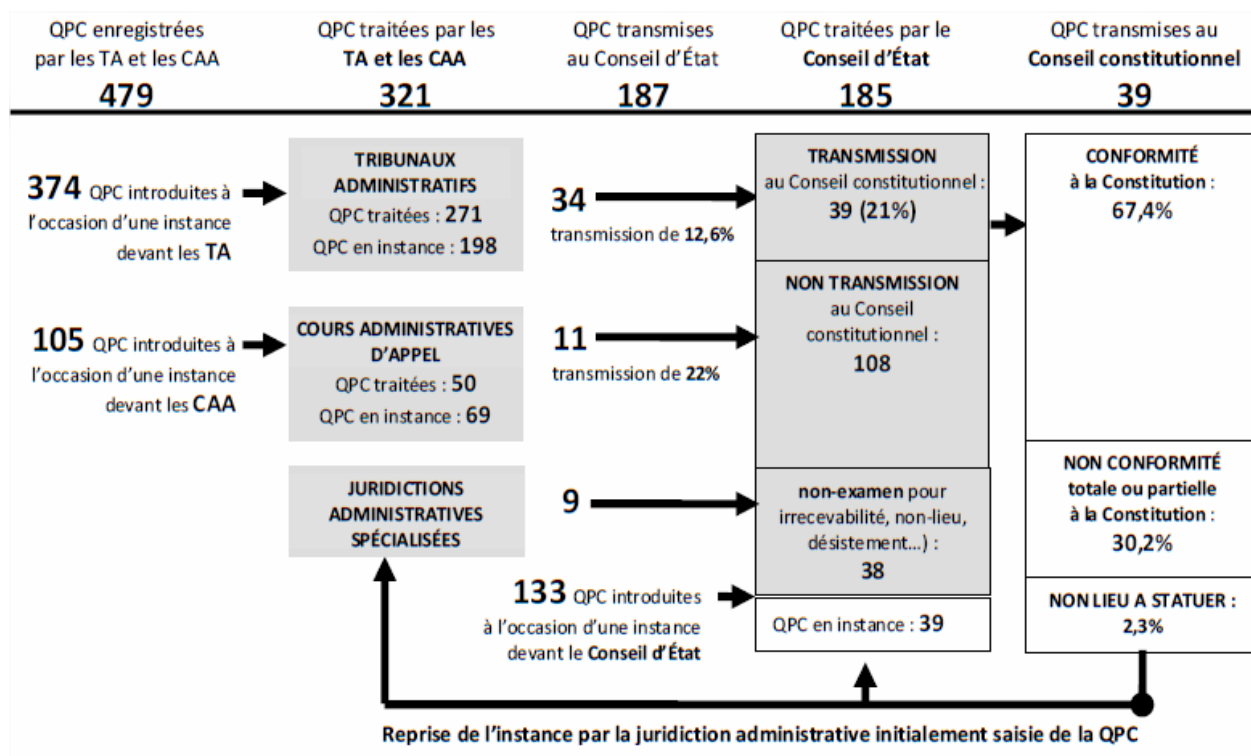 QPC enregistrées
par les TA et les CAA
479
QPC traitées par les
TA et les CAA
321
QPC transmises
au Conseil d'État
187
QPC traitées par le
Conseil d'État
185
QPC transmises au
Conseil constitutionnel
39
374 QPC introduites à
l'occasion d'une instance
devant les TA
TRIBUNAUX
ADMINISTRATIFS
QPC traitées : 271
QPC en instance : 198
34
transmission de 12,6%
TRANSMISSION
au Conseil constitutionnel :
39 (21%)
CONFORMITÉ
à la Constitution :
67,4%
105 QPC introduites à
l'occasion d'une instance
devant les CAA
COURS ADMINISTRATIVES
D'APPEL
QPC traitées : 50
QPC en instance : 69
11
transmission de 22%
NON TRANSMISSION
au Conseil
constitutionnel :
108
JURIDICTIONS
ADMINISTRATIVES
SPÉCIALISÉES
9
non-examen pour
irrecevabilité, non-lieu,
désistement...) :
38
NON CONFORMITÉ
totale ou partielle
à la Constitution :
30,2%
133 QPC introduites
à l'occasion d'une instance
devant le Conseil d'État
QPC en instance : 39
NON LIEU A STATUER :
2,3%
Reprise de l'instance par la juridiction administrative initialement saisie de la QPC